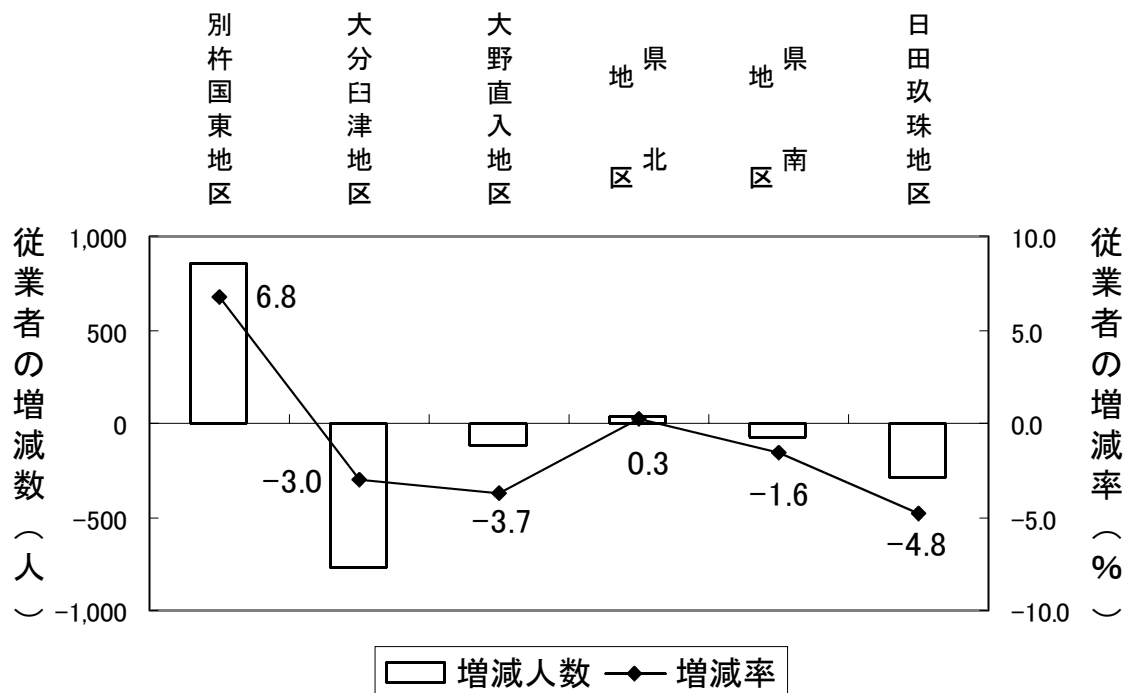 別杵国東地区
大分臼津地区
大野直入地区
県北地区
県南地区
日田玖珠地区
従業者の増減数（人）
1,000
500
0
-500
-1,000
6.8
-3.0
-3.7
0.3
-1.6
-4.8
10.0
5.0
0.0
-5.0
-10.0
従業者の増減率（%）
増減人数
増減率